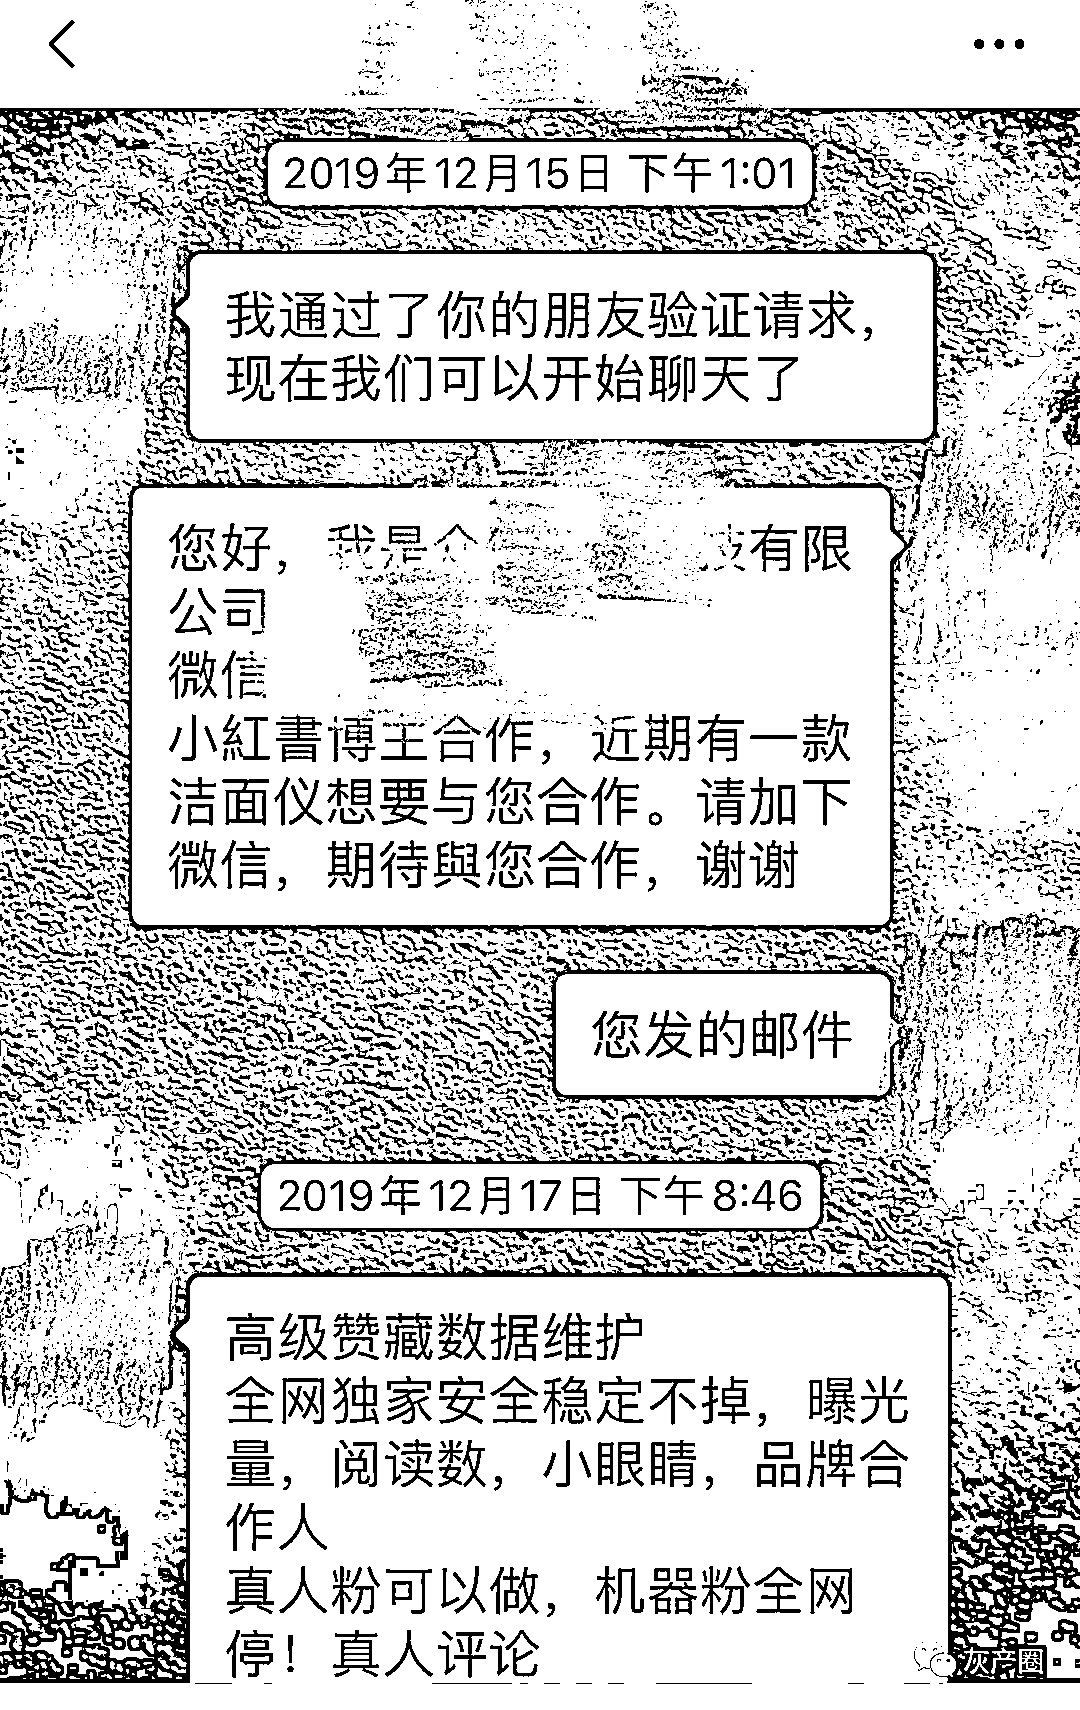 2019年12月15日 下午1:01
我通过了你的朋友验证请求，
现在我们可以开始聊天了
您好，我是 有限
公司
微信
小紅書博主合作，近期有一款
洁面仪想要与您合作。请加下
微信，期待與您合作，谢谢
您发的邮件
2019年12月17日 下午8:46
高级赞藏数据维护
全网独家安全稳定不掉，曝光
量，阅读数，小眼睛，品牌合
作人
真人粉可以做，机器粉全网
停！真人评论
灰产圈